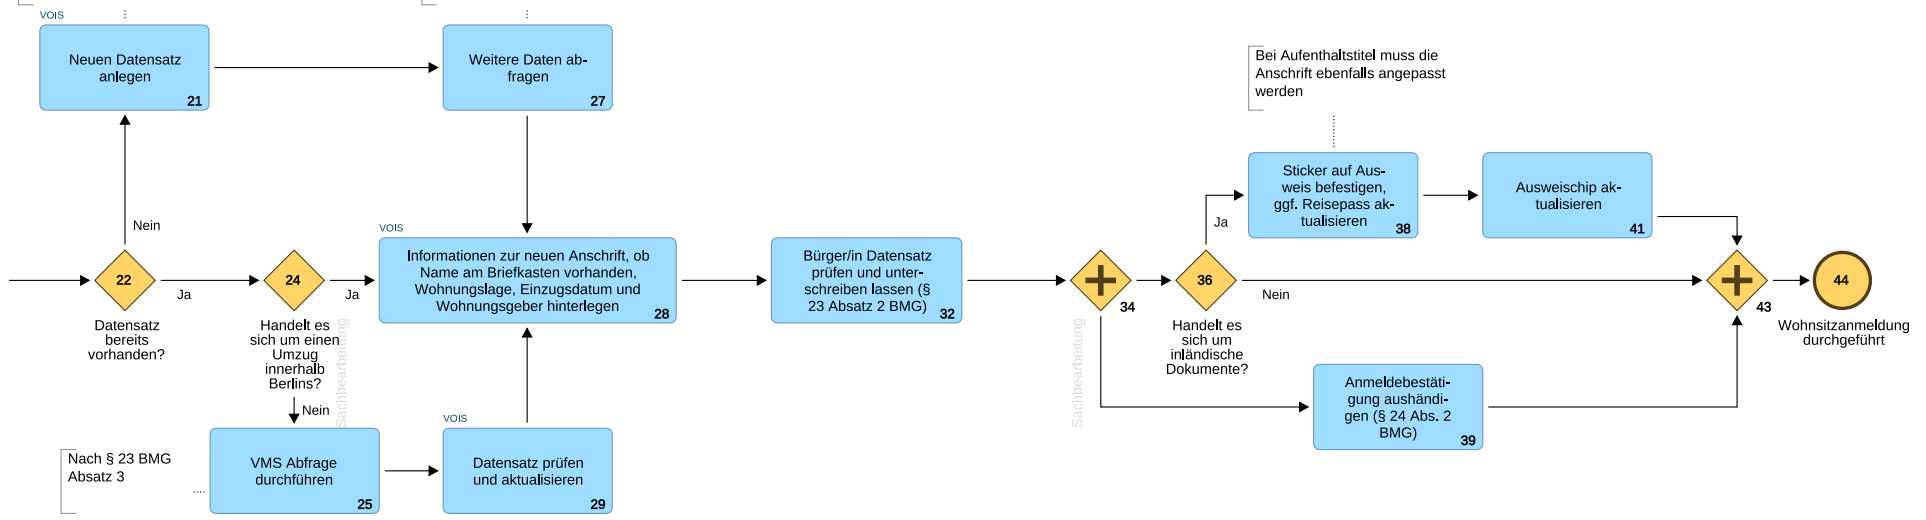 VOIS
Neuen Datensatz
anlegen
21
Weitere Daten ab-
fragen
27
Bei Aufenthaltstitel muss die
Anschrift ebenfalls angepasst
werden
Sticker auf Aus-
weis befestigen,
ggf. Reisepass ak-
tualisieren
38
Ausweischip ak-
tualisieren
41
Nein
Ja
22
Ja
Datensatz
bereits
vorhanden?
24
Ja
Handelt es
sich um einen
Umzug
innerhalb
Berlins?
Nein
Sachbearbeitung
VOIS
Informationen zur neuen Anschrift, ob
Name am Briefkasten vorhanden,
Wohnungslage, Einzugsdatum und
Wohnungsgeber hinterlegen
28
Bürger/in Datensatz
prüfen und unter-
schreiben lassen (§
23 Absatz 2 BMG)
32
34
Sachbearbeitung
36
Nein
Handelt es
sich um
inländische
Dokumente?
43
44
Wohnsitzanmeldung
durchgeführt
Anmeldebestäti-
gung aushändi-
gen (§ 24 Abs. 2
BMG)
39
Nach § 23 BMG
Absatz 3
VMS Abfrage
durchführen
25
VOIS
Datensatz prüfen
und aktualisieren
29